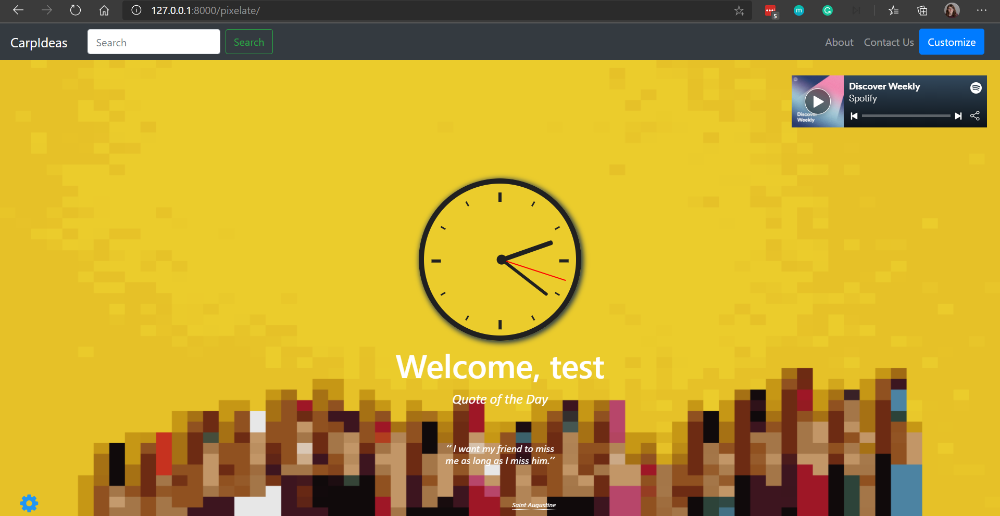 127.0.0.1:8000/pixelate/
5
m
G
CarpIdeas
Search
Search
About
Contact Us
Customize
Discover Weekly
Spotify
Discover
Weekly
Welcome, test
Quote of the Day
“ I want my friend to miss
me as long as I miss him.”
Saint Augustine